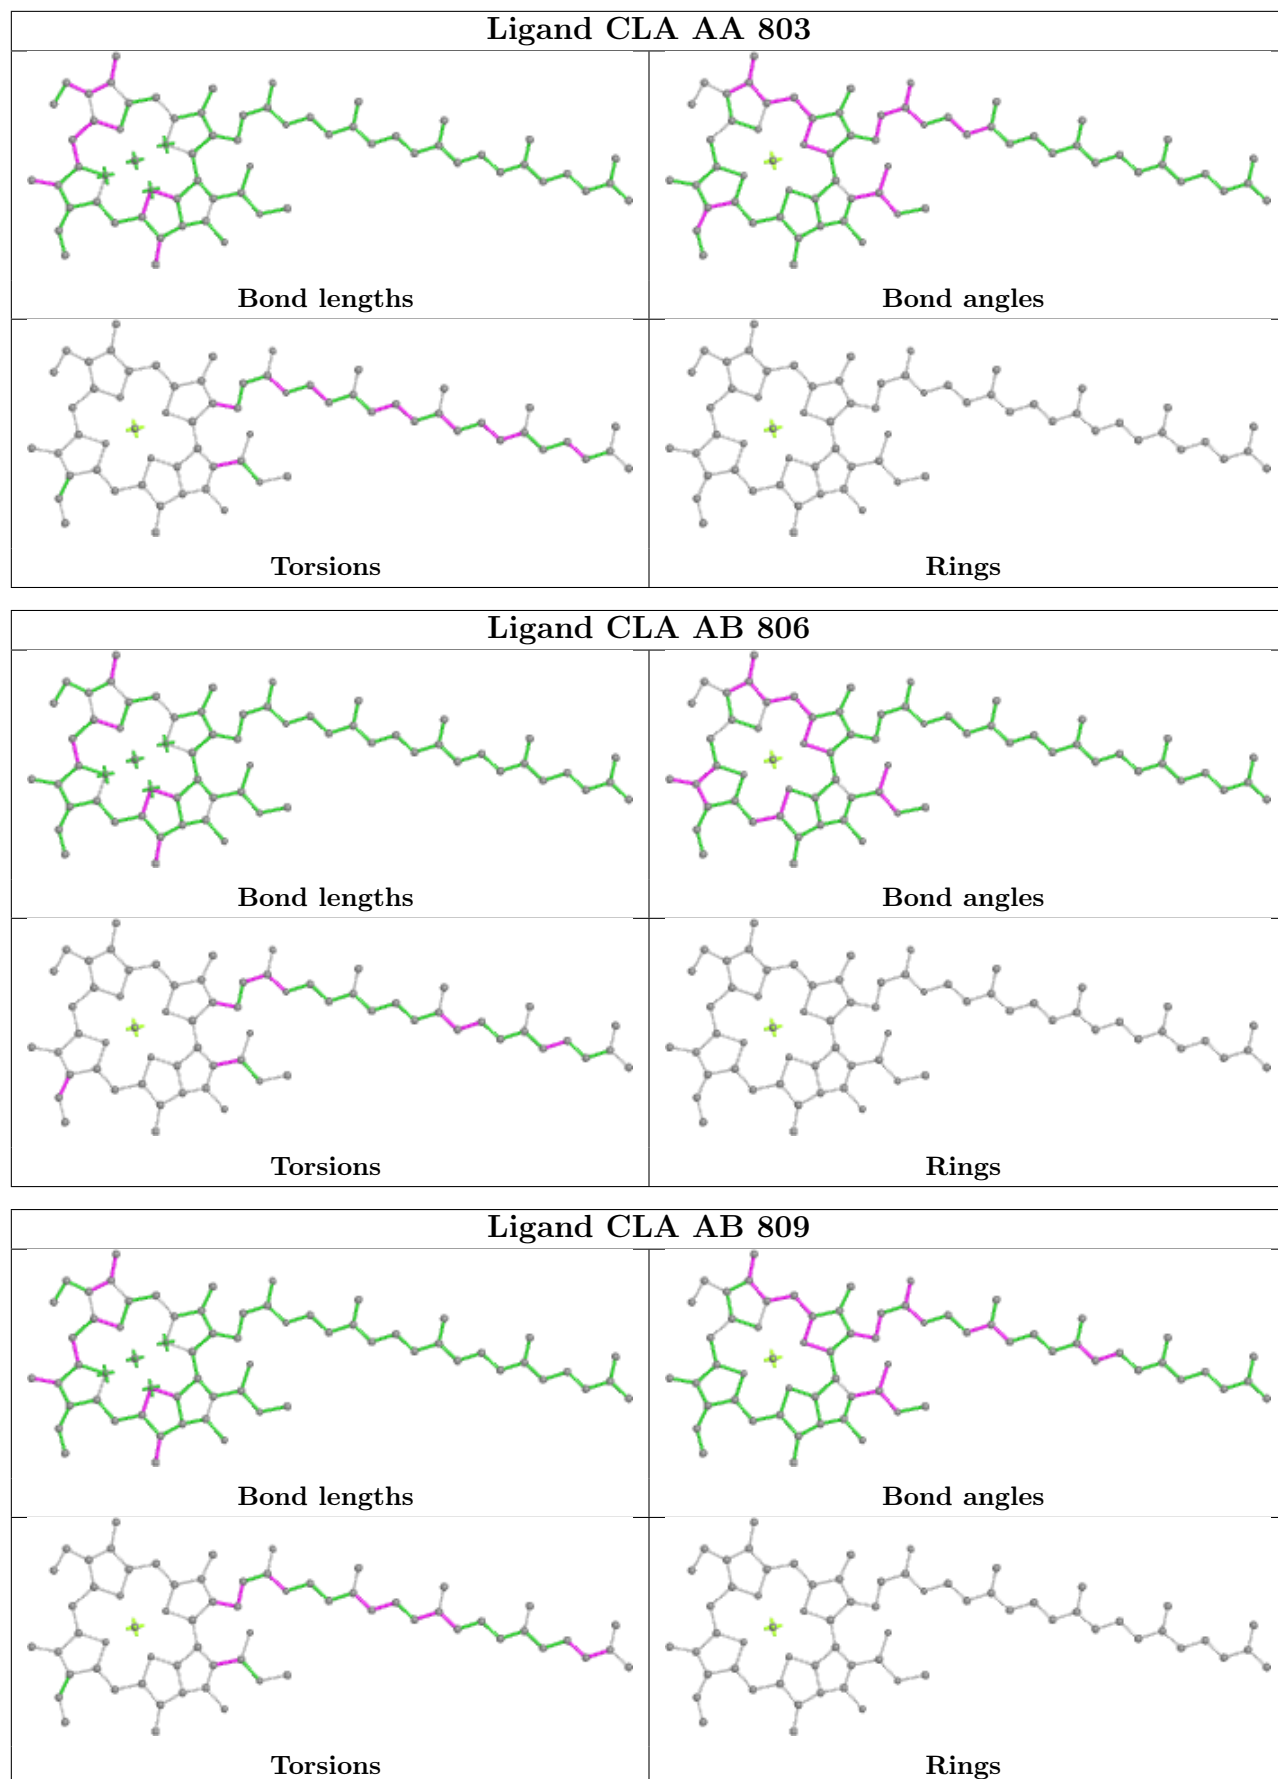 Ligand CLA AA 803
Bond lengths
Bond angles
Torsions
Rings
Ligand CLA AB 806
Bond lengths
Bond angles
Torsions
Rings
Ligand CLA AB 809
Bond lengths
Bond angles
Torsions
Rings